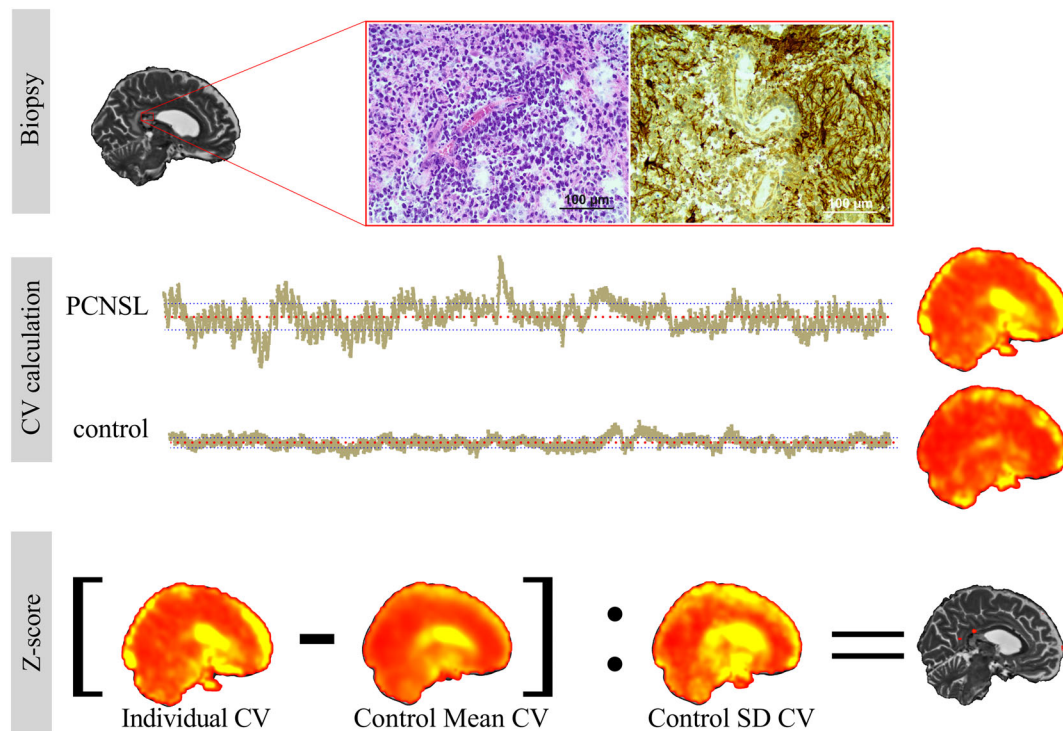 Biopsy
100 µm
100 µm
CV calculation
PCNSL
control
Z-score
[ - ] : =
Individual CV
Control Mean CV
Control SD CV